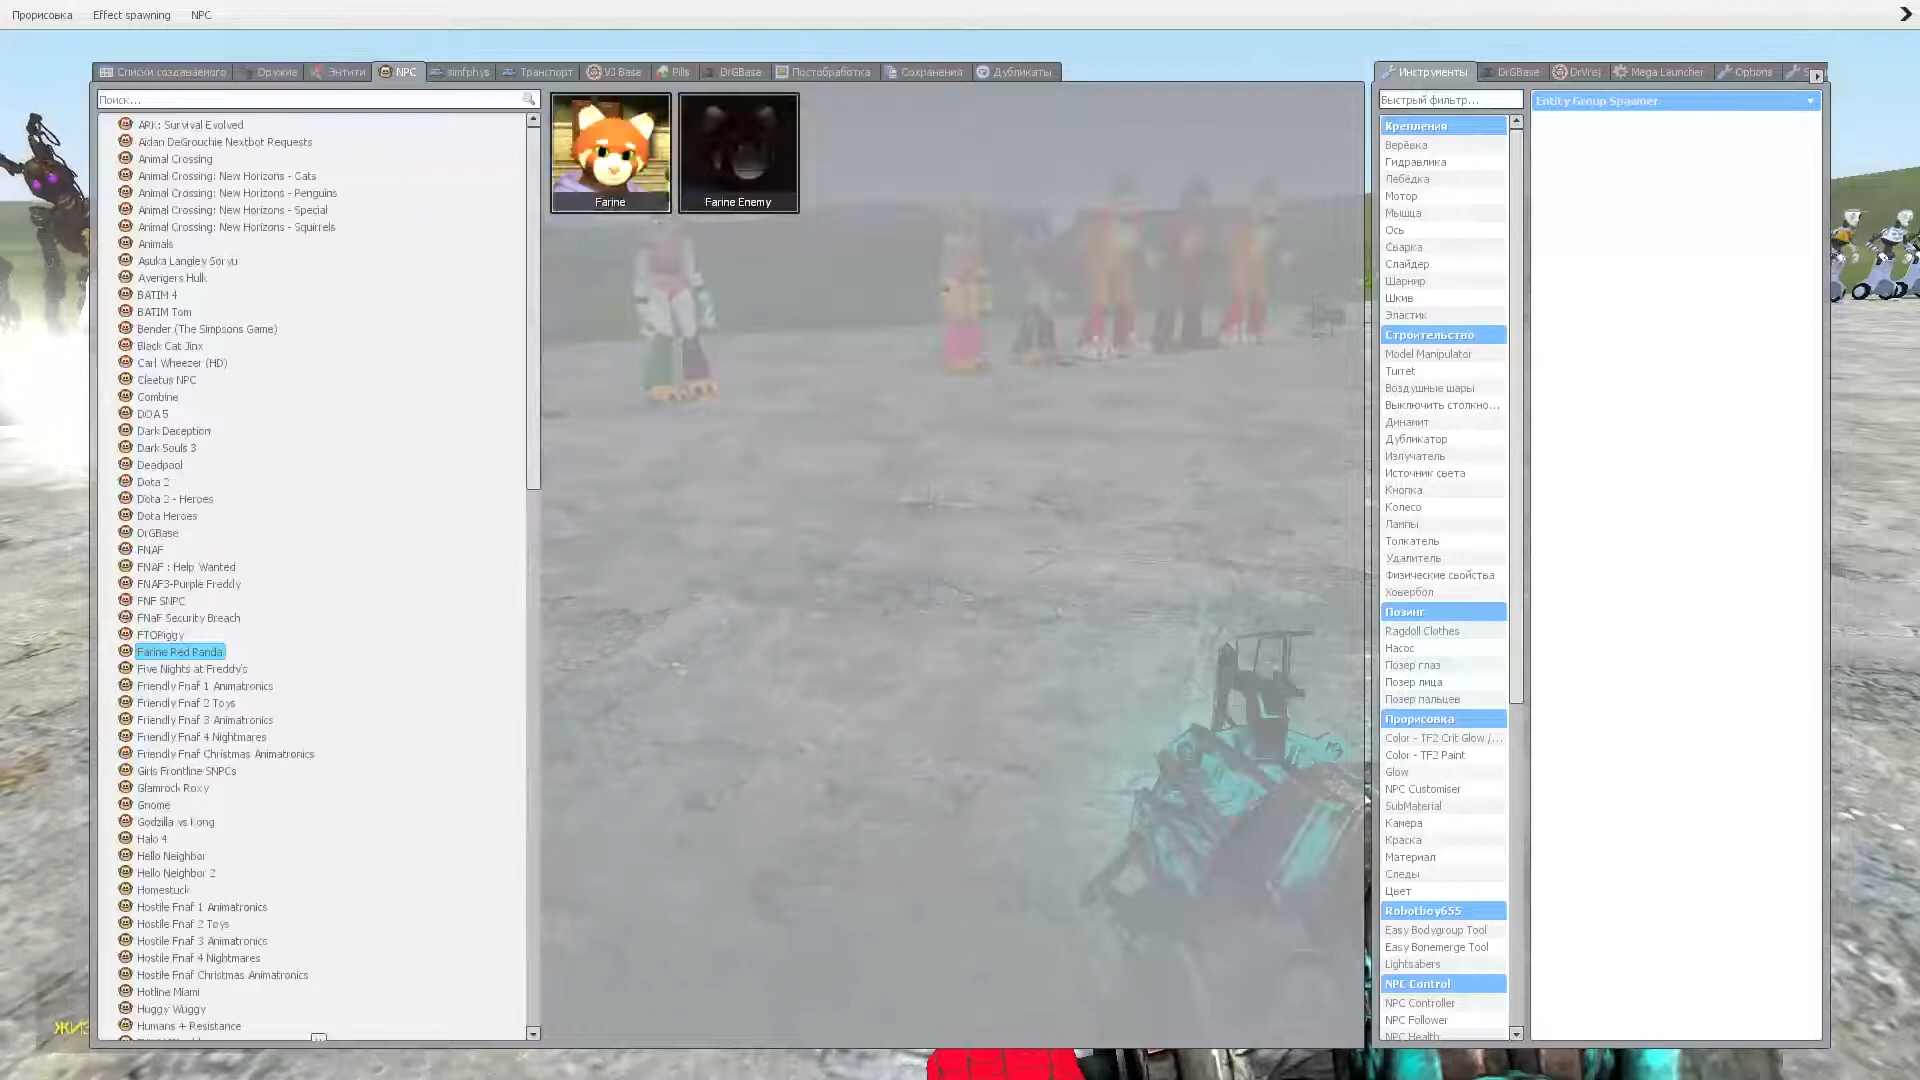 Прорисовка
Effect spawning
NPC
Списки создаваемого
Оружие
Энтити
NPC
simfphys
Транспорт
VJ Base
Pills
DrGBase
Постобработка
Сохранения
Дубликаты
Поиск...
ARK: Survival Evolved
Aidan DeGrouchie Nextbot Requests
Animal Crossing
Animal Crossing: New Horizons - Cats
Animal Crossing: New Horizons - Penguins
Animal Crossing: New Horizons - Special
Animal Crossing: New Horizons - Squirrels
Animals
Asuka Langley Soryu
Avengers Hulk
BATIM 4
BATIM Tom
Bender (The Simpsons Game)
Black Cat Jinx
Carl Wheezer (HD)
Cleetus NPC
Combine
DOA 5
Dark Deception
Dark Souls 3
Deadpool
Dota 2
Dota 2 - Heroes
Dota Heroes
DrGBase
FNAF
FNAF : Help Wanted
FNAF3-Purple Freddy
FNF SNPC
FNaF Security Breach
FTOPiggy
Farine Red Panda
Five Nights at Freddy's
Friendly Fnaf 1 Animatronics
Friendly Fnaf 2 Toys
Friendly Fnaf 3 Animatronics
Friendly Fnaf 4 Nightmares
Friendly Fnaf Christmas Animatronics
Girls Frontline SNPCs
Glamrock Roxy
Gnome
Godzilla vs Kong
Halo 4
Hello Neighbor
Hello Neighbor 2
Homestuck
Hostile Fnaf 1 Animatronics
Hostile Fnaf 2 Toys
Hostile Fnaf 3 Animatronics
Hostile Fnaf 4 Nightmares
Hostile Fnaf Christmas Animatronics
Hotline Miami
Huggy Wuggy
Humans + Resistance
Farine
Farine Enemy
Инструменты
DrGBase
DrVrej
Mega Launcher
Options
Быстрый фильтр...
Крепления
Верёвка
Гидравлика
Лебёдка
Мотор
Мышца
Ось
Сварка
Слайдер
Шарнир
Шкив
Эластик
Строительство
Model Manipulator
Turret
Воздушные шары
Выключить столкно...
Динамит
Дубликатор
Излучатель
Источник света
Кнопка
Колесо
Лампы
Толкатель
Удалитель
Физические свойства
Ховербол
Позинг
Ragdoll Clothes
Насос
Позер глаз
Позер лица
Позер пальцев
Прорисовка
Color - TF2 Crit Glow /...
Color - TF2 Paint
Glow
NPC Customiser
SubMaterial
Камера
Краска
Материал
Следы
Цвет
Robotboy655
Easy Bodygroup Tool
Easy Bonemerge Tool
Lightsabers
NPC Control
NPC Controller
NPC Follower
NPC Health
Entity Group Spawner
ЖИЗ